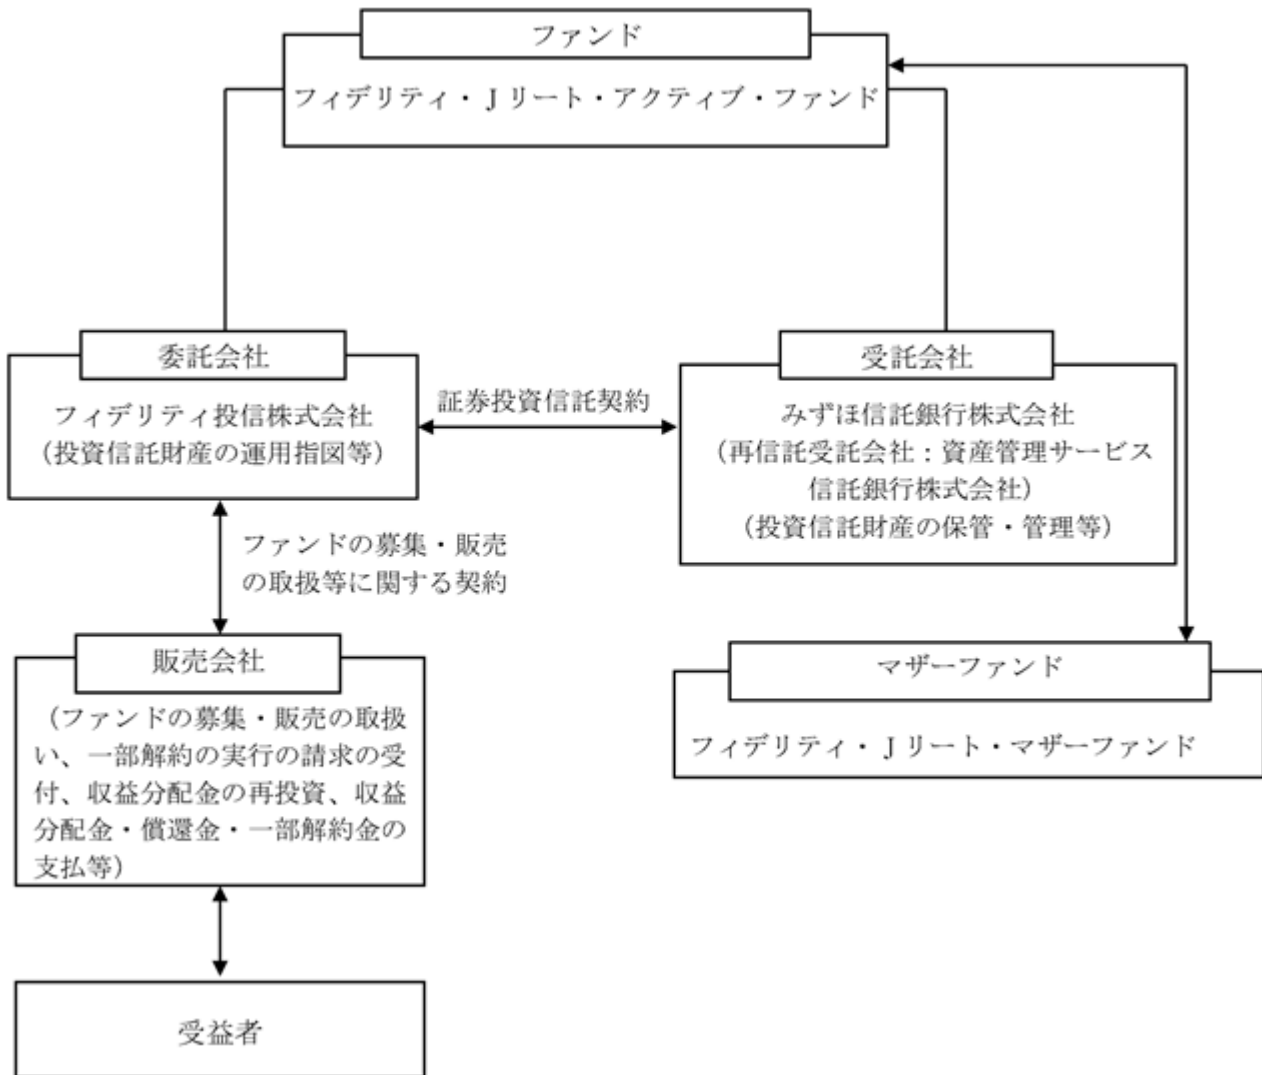 ファンド
フィデリティ・Jリート・アクティブ・ファンド
委託会社
フィデリティ投信株式会社
（投資信託財産の運用指図等）
証券投資信託契約
受託会社
みずほ信託銀行株式会社
（再信託受託会社：資産管理サービス
信託銀行株式会社）
（投資信託財産の保管・管理等）
ファンドの募集・販売
の取扱等に関する契約
販売会社
（ファンドの募集・販売の取扱
い、一部解約の実行の請求の受
付、収益分配金の再投資、収益
分配金・償還金・一部解約金の
支払等）
マザーファンド
フィデリティ・Jリート・マザーファンド
受益者